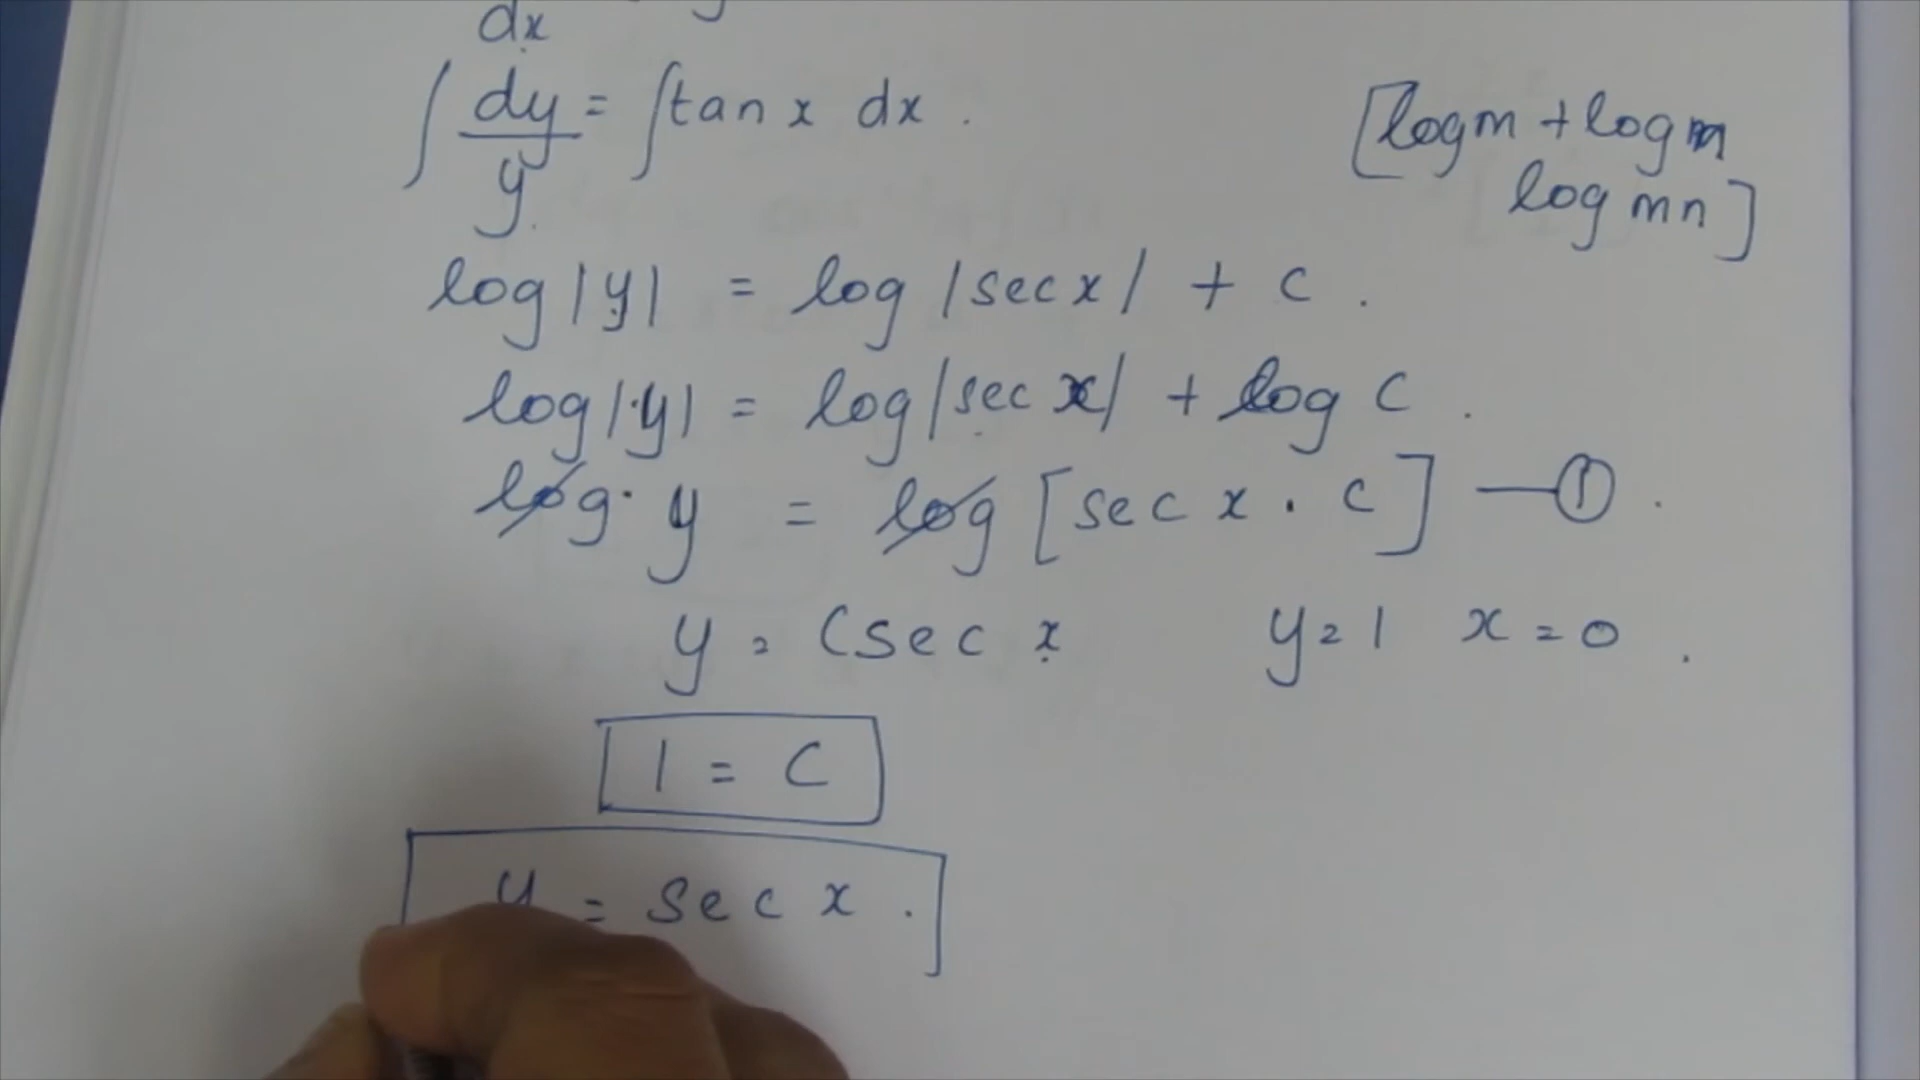 dx
∫ dy/y = ∫ tan x dx .
[log m + log n
log mn ]
log |y| = log |sec x| + c .
log |y| = log |sec x| + log C .
log y = log [sec x . c] — ①
y = C sec x y = 1 x = 0 .
1 = C
y = sec x .